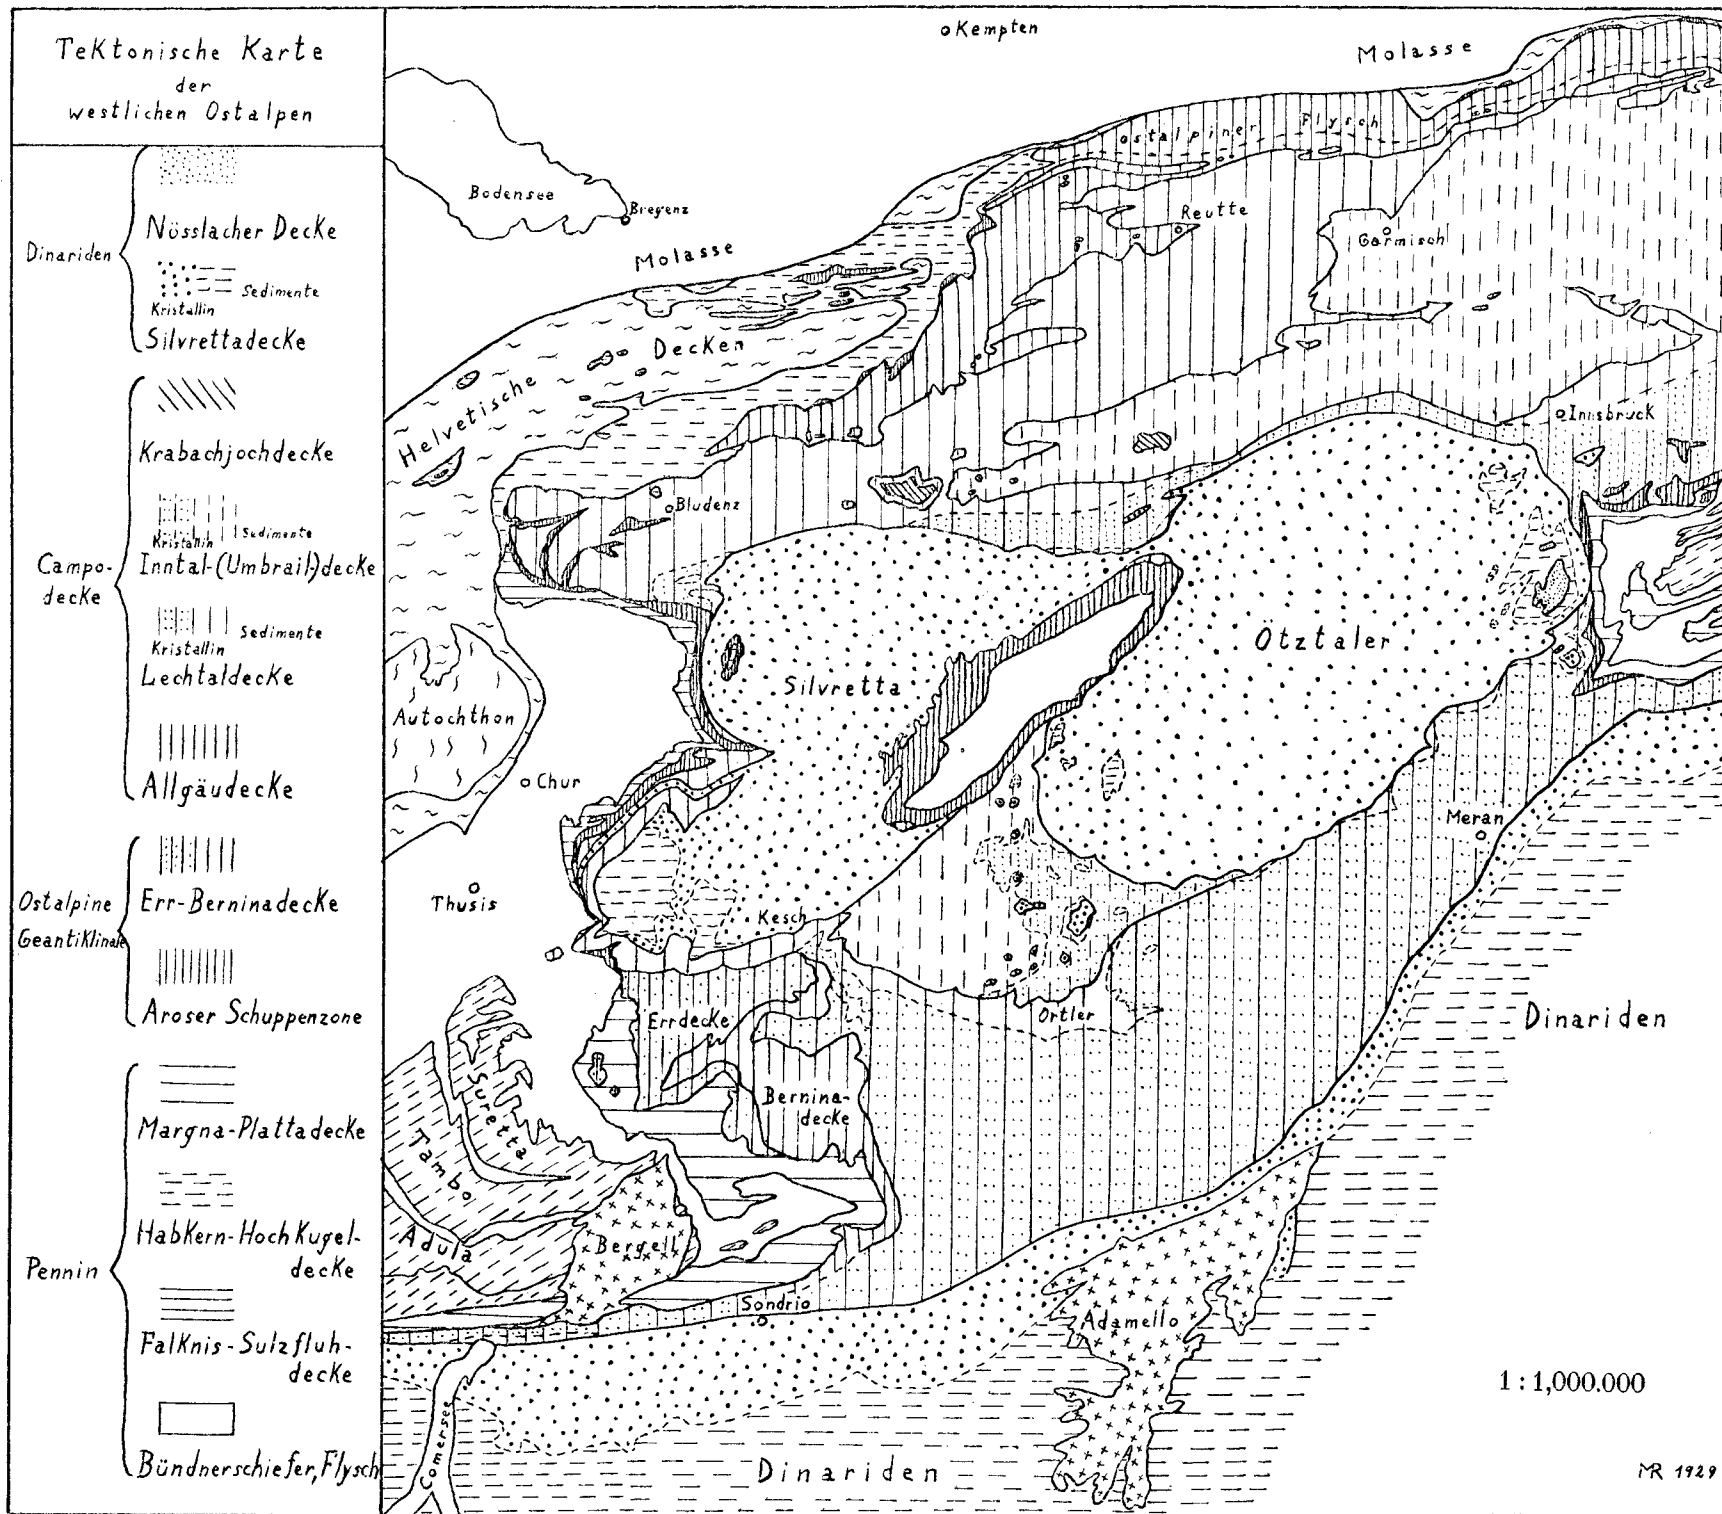 Tektonische Karte
der
westlichen Ostalpen
Dinariden
Nösslacher Decke
Kristallin
Sedimente
Silvrettadecke
Campo-
decke
Krabachjochdecke
Kristallin
Sedimente
Inntal-(Umbrail-)decke
Kristallin
Sedimente
Lechtaldecke
Allgäudecke
Ostalpine
Geantiklinale
Err-Berninadecke
Aroser Schuppenzone
Pennin
Margna-Plattadecke
Habkern-Hochkugel-
decke
Falknis-Sulzfluh-
decke
Bündnerschiefer, Flysch
Kempten
Molasse
Ostalpiner Flysch
Bodensee
Bregenz
Reutte
Garmisch
Molasse
Decken
Helvetische
Innsbruck
Bludenz
Ötztaler
Silvretta
Autochthon
Chur
Meran
Thusis
Kesch
Errdecke
Ortler
Dinariden
Suretta
Bernina-
decke
Tambo
Adula
Bergell
Sondrio
Adamello
1:1,000.000
Comersee
Dinariden
MR 1929